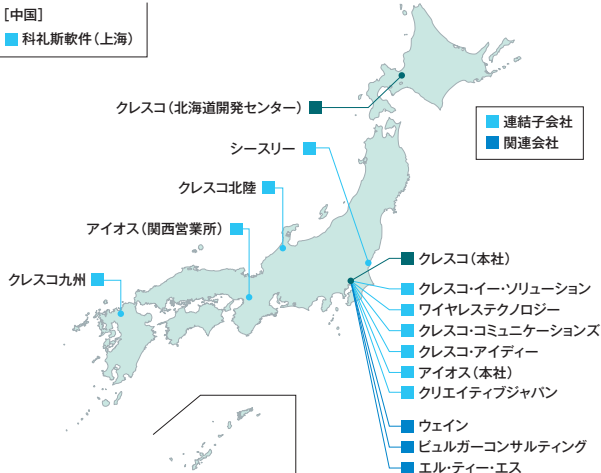 ［中国］
科礼斯軟件（上海）
クレスコ（北海道開発センター）
連結子会社
関連会社
シースリー
クレスコ北陸
アイオス（関西営業所）
クレスコ九州
クレスコ（本社）
クレスコ・イー・ソリューション
ワイヤレステクノロジー
クレスコ・コミュニケーションズ
クレスコ・アイディー
アイオス（本社）
クリエイティブジャパン
ウェイン
ビュルガーコンサルティング
エル・ティー・エス